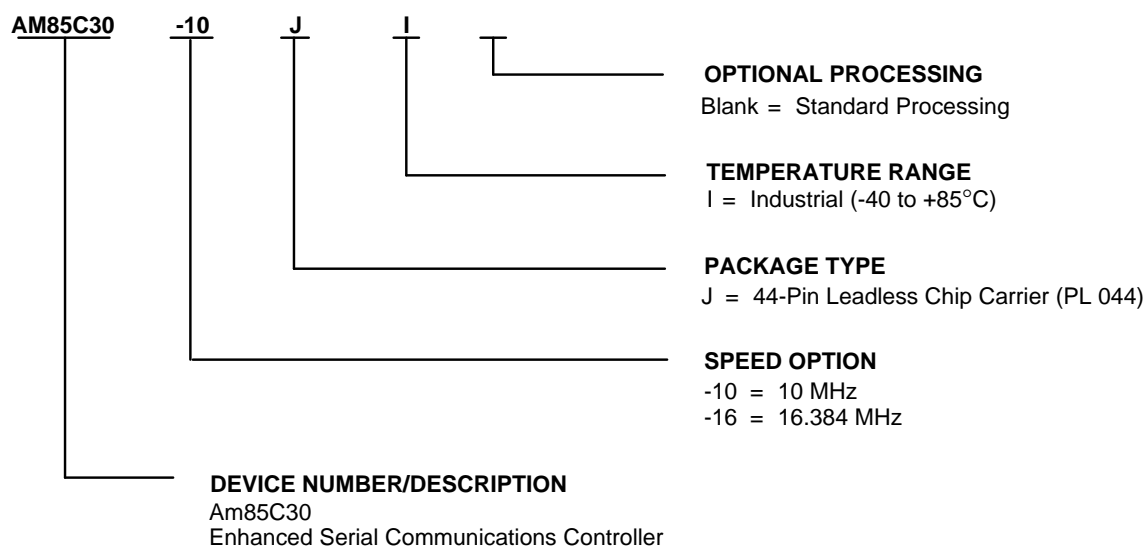 AM85C30 -10 J I
OPTIONAL PROCESSING
Blank = Standard Processing
TEMPERATURE RANGE
I = Industrial (-40 to +85°C)
PACKAGE TYPE
J = 44-Pin Leadless Chip Carrier (PL 044)
SPEED OPTION
-10 = 10 MHz
-16 = 16.384 MHz
DEVICE NUMBER/DESCRIPTION
Am85C30
Enhanced Serial Communications Controller